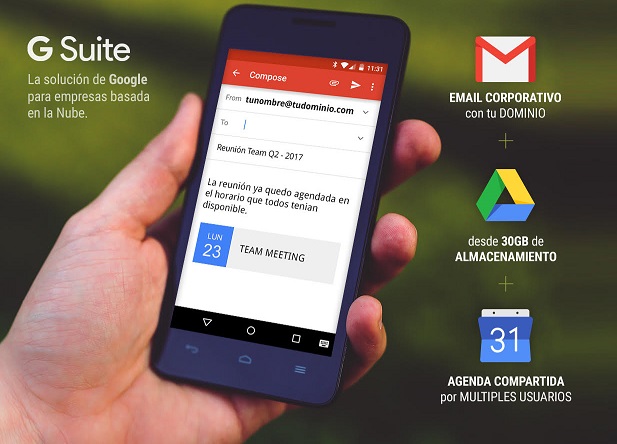 G Suite
La solución de Google
para empresas basada
en la Nube.
11:31
Compose
From tunombre@tudominio.com
To
Reunión Team Q2 - 2017
La reunión ya quedo agendada en
el horario que todos tenian
disponible.
LUN
23
TEAM MEETING
EMAIL CORPORATIVO
con tu DOMINIO
+
desde 30GB de
ALMACENAMIENTO
+
31
AGENDA COMPARTIDA
por MULTIPLES USUARIOS